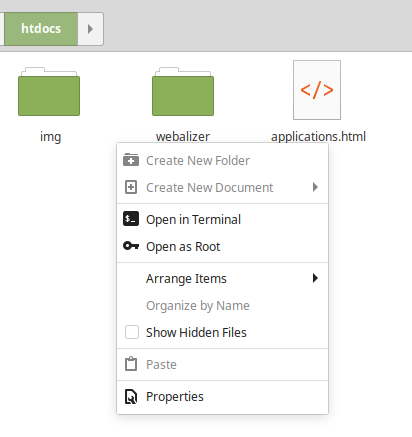 htdocs
img
webalizer
applications.html
Create New Folder
Create New Document
Open in Terminal
Open as Root
Arrange Items
Organize by Name
Show Hidden Files
Paste
Properties